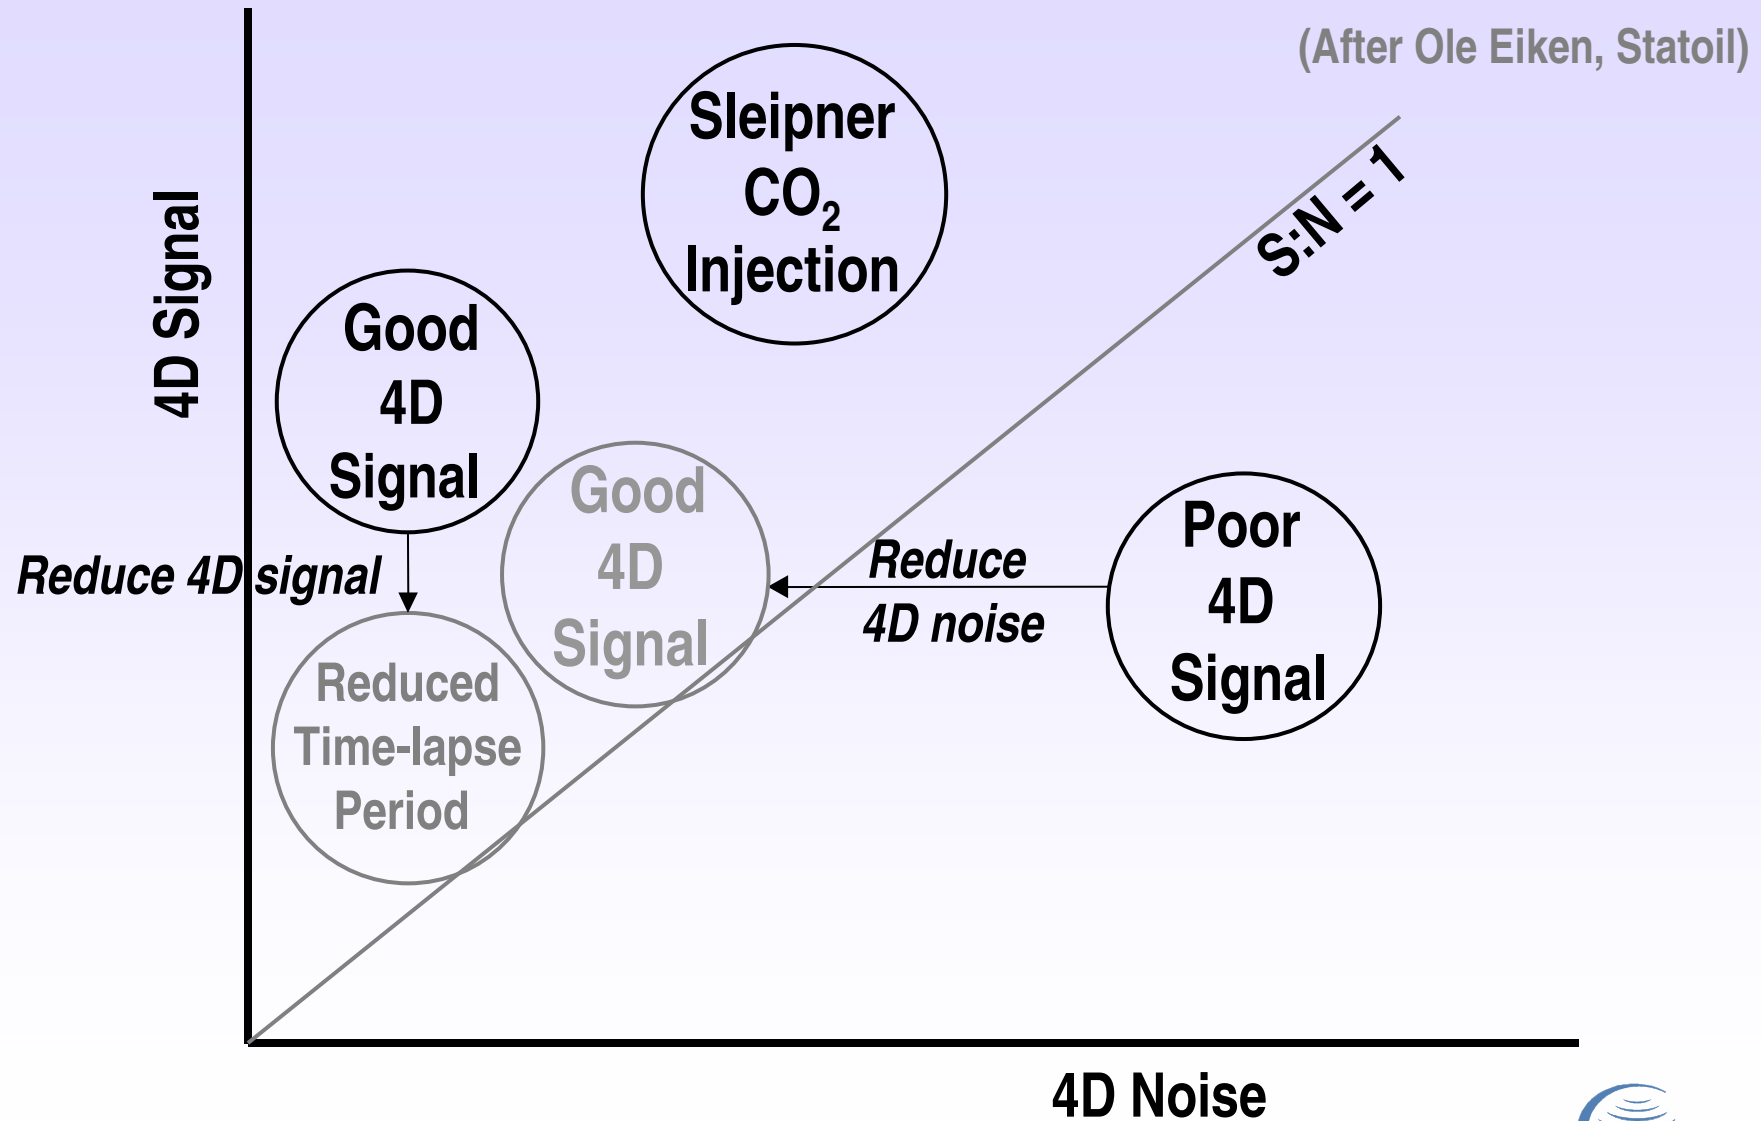 (After Ole Eiken, Statoil)
Sleipner
CO₂
Injection
S:N = 1
4D Signal
Good
4D
Signal
Good
4D
Signal
Poor
4D
Signal
Reduce 4D signal
Reduce
4D noise
Reduced
Time-lapse
Period
4D Noise